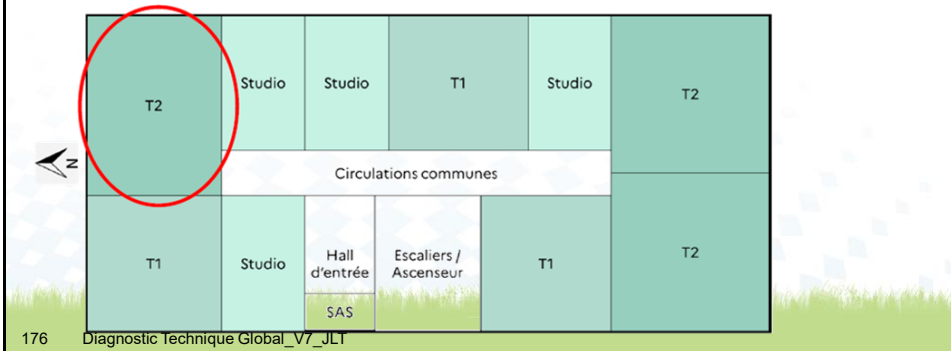 T2
Studio
Studio
T1
Studio
T2
N
Circulations communes
T1
Studio
Hall
d'entrée
Escaliers /
Ascenseur
T1
T2
SAS
176 Diagnostic Technique Global_V7_JLT